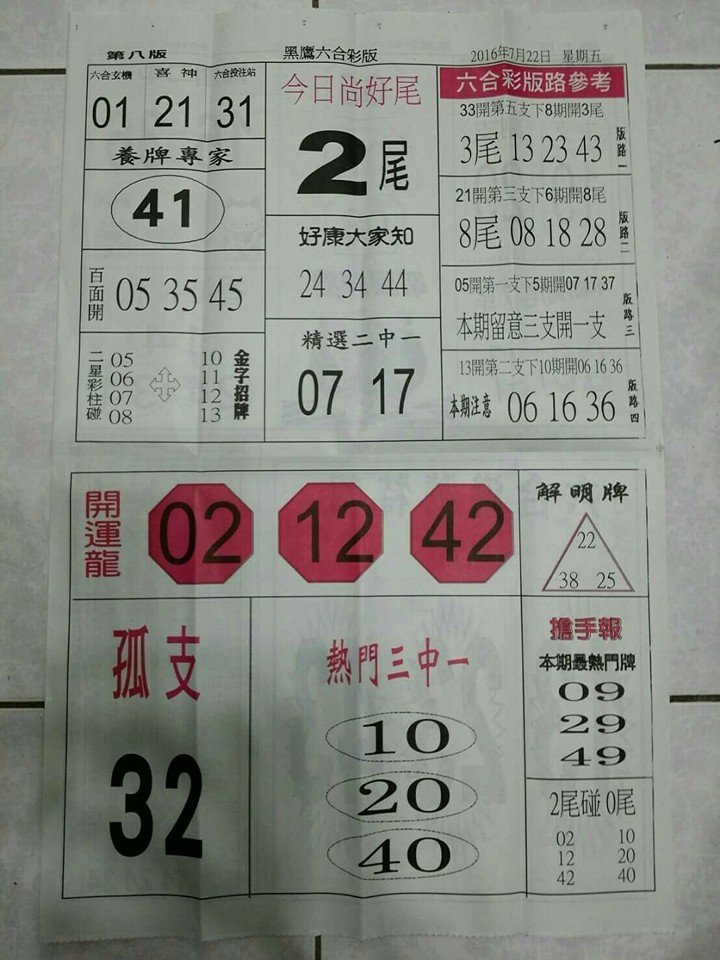 第八版 黑鷹六合彩版 2016年7月22日 星期五
六合玄機 喜神 六合投注站
01 21 31
養牌專家
41
百面開 05 35 45
二星彩柱碰
05 10
06 11
07 12
08 13
金字招牌
今日尚好尾
2尾
好康大家知
24 34 44
精選二中一
07 17
六合彩版路參考
33開第五支下8期開3尾
3尾 13 23 43
版路一
21開第三支下6期開8尾
8尾 08 18 28
版路二
05開第一支下5期開07 17 37
本期留意三支開一支
版路三
13開第二支下10期開06 16 36
本期注意 06 16 36
版路四
開運龍 02 12 42
解明牌
22
38 25
孤支
32
熱門三中一
10
20
40
搶手報
本期最熱門牌
09
29
49
2尾碰0尾
02 10
12 20
42 40